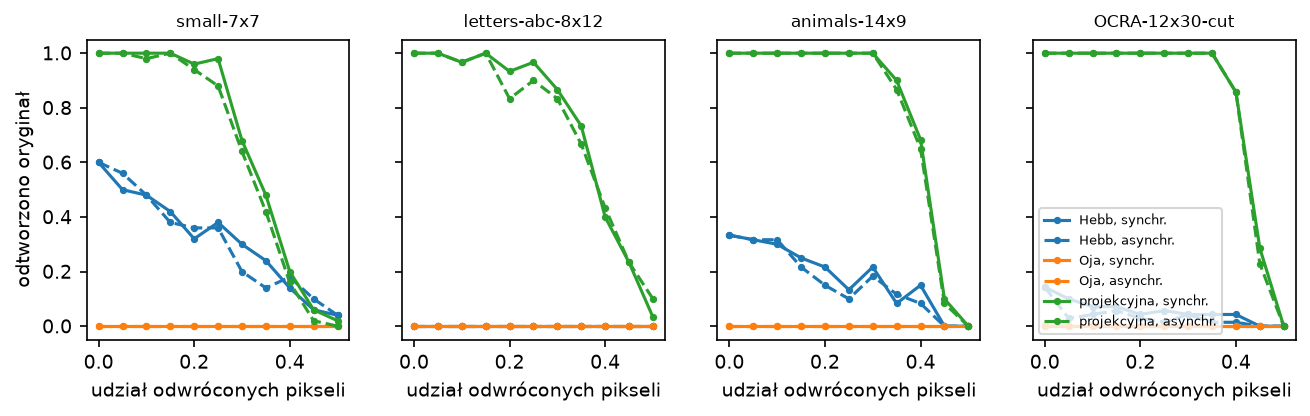 small-7x7
letters-abc-8x12
animals-14x9
OCRA-12x30-cut
odtworzono oryginał
1.0
0.8
0.6
0.4
0.2
0.0
Hebb, synchr.
Hebb, asynchr.
Oja, synchr.
Oja, asynchr.
projekcyjna, synchr.
projekcyjna, asynchr.
0.0 0.2 0.4
0.0 0.2 0.4
0.0 0.2 0.4
0.0 0.2 0.4
udział odwróconych pikseli
udział odwróconych pikseli
udział odwróconych pikseli
udział odwróconych pikseli